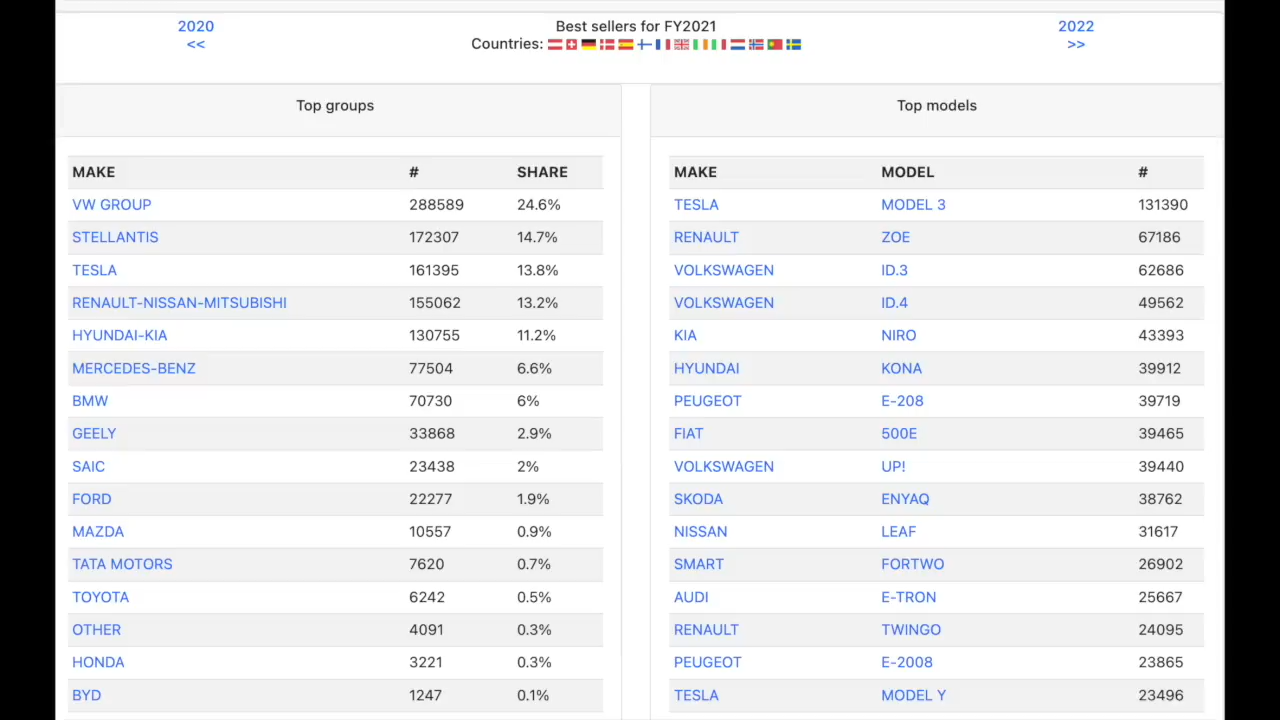 2020
Best sellers for FY2021
2022
<<
Countries:
>>
Top groups
MAKE # SHARE
VW GROUP 288589 24.6%
STELLANTIS 172307 14.7%
TESLA 161395 13.8%
RENAULT-NISSAN-MITSUBISHI 155062 13.2%
HYUNDAI-KIA 130755 11.2%
MERCEDES-BENZ 77504 6.6%
BMW 70730 6%
GEELY 33868 2.9%
SAIC 23438 2%
FORD 22277 1.9%
MAZDA 10557 0.9%
TATA MOTORS 7620 0.7%
TOYOTA 6242 0.5%
OTHER 4091 0.3%
HONDA 3221 0.3%
BYD 1247 0.1%
Top models
MAKE MODEL #
TESLA MODEL 3 131390
RENAULT ZOE 67186
VOLKSWAGEN ID.3 62686
VOLKSWAGEN ID.4 49562
KIA NIRO 43393
HYUNDAI KONA 39912
PEUGEOT E-208 39719
FIAT 500E 39465
VOLKSWAGEN UP! 39440
SKODA ENYAQ 38762
NISSAN LEAF 31617
SMART FORTWO 26902
AUDI E-TRON 25667
RENAULT TWINGO 24095
PEUGEOT E-2008 23865
TESLA MODEL Y 23496